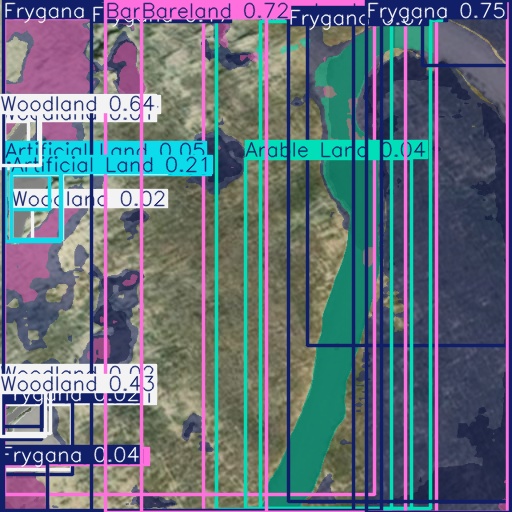 Frygana
BarBareland 0.72
Frygana
Frygana 0.75
Woodland 0.64
Artificial Land 0.05
Artificial Land 0.21
Arable Land 0.04
Woodland 0.02
Woodland 0.43
Frygana 0.04